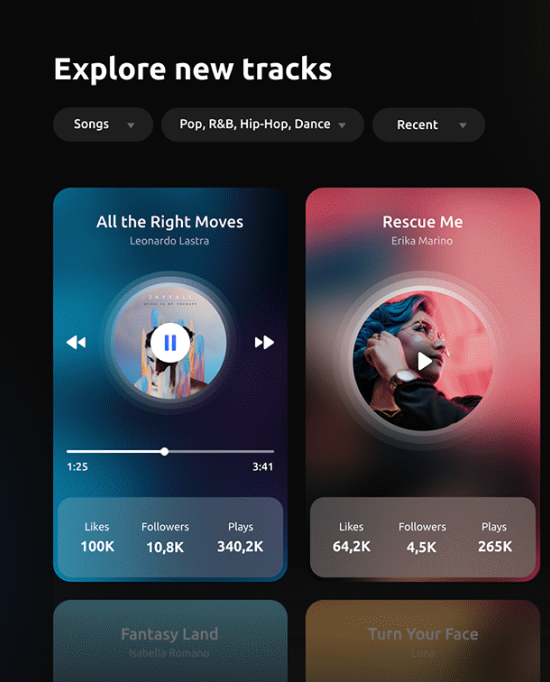 Explore new tracks
Songs
Pop, R&B, Hip-Hop, Dance
Recent
All the Right Moves
Leonardo Lastra
FATFALL
1:25
3:41
Likes
Followers
Plays
100K
10,8K
340,2K
Rescue Me
Erika Marino
Likes
Followers
Plays
64,2K
4,5K
265K
Fantasy Land
Isabella Romano
Turn Your Face
Luna